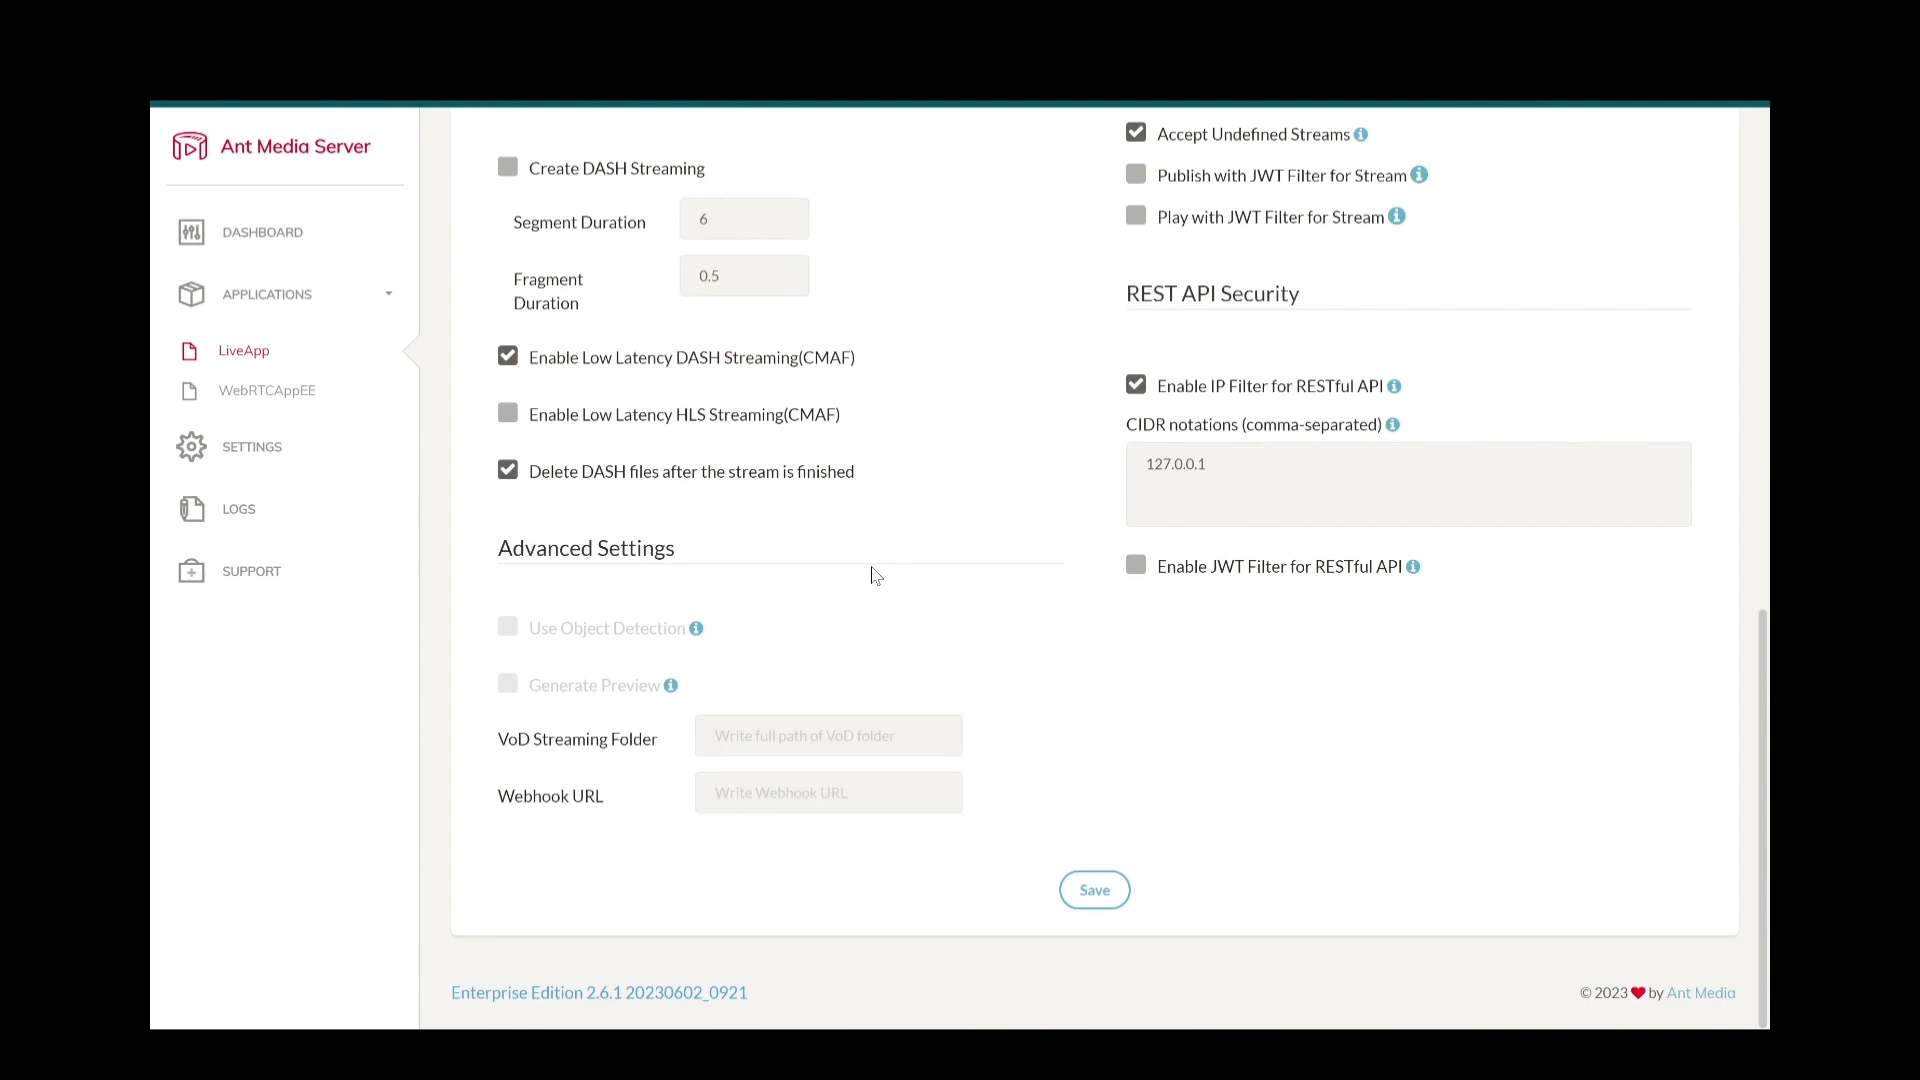 Ant Media Server
DASHBOARD
APPLICATIONS
LiveApp
WebRTCAppEE
SETTINGS
LOGS
SUPPORT
Create DASH Streaming
Segment Duration
6
Fragment
Duration
0.5
Enable Low Latency DASH Streaming(CMAF)
Enable Low Latency HLS Streaming(CMAF)
Delete DASH files after the stream is finished
Advanced Settings
Use Object Detection
Generate Preview
VoD Streaming Folder
Write full path of VoD folder
Webhook URL
Write Webhook URL
Accept Undefined Streams
Publish with JWT Filter for Stream
Play with JWT Filter for Stream
REST API Security
Enable IP Filter for RESTful API
CIDR notations (comma-separated)
127.0.0.1
Enable JWT Filter for RESTful API
Save
Enterprise Edition 2.6.1 20230602_0921
© 2023 ❤ by Ant Media